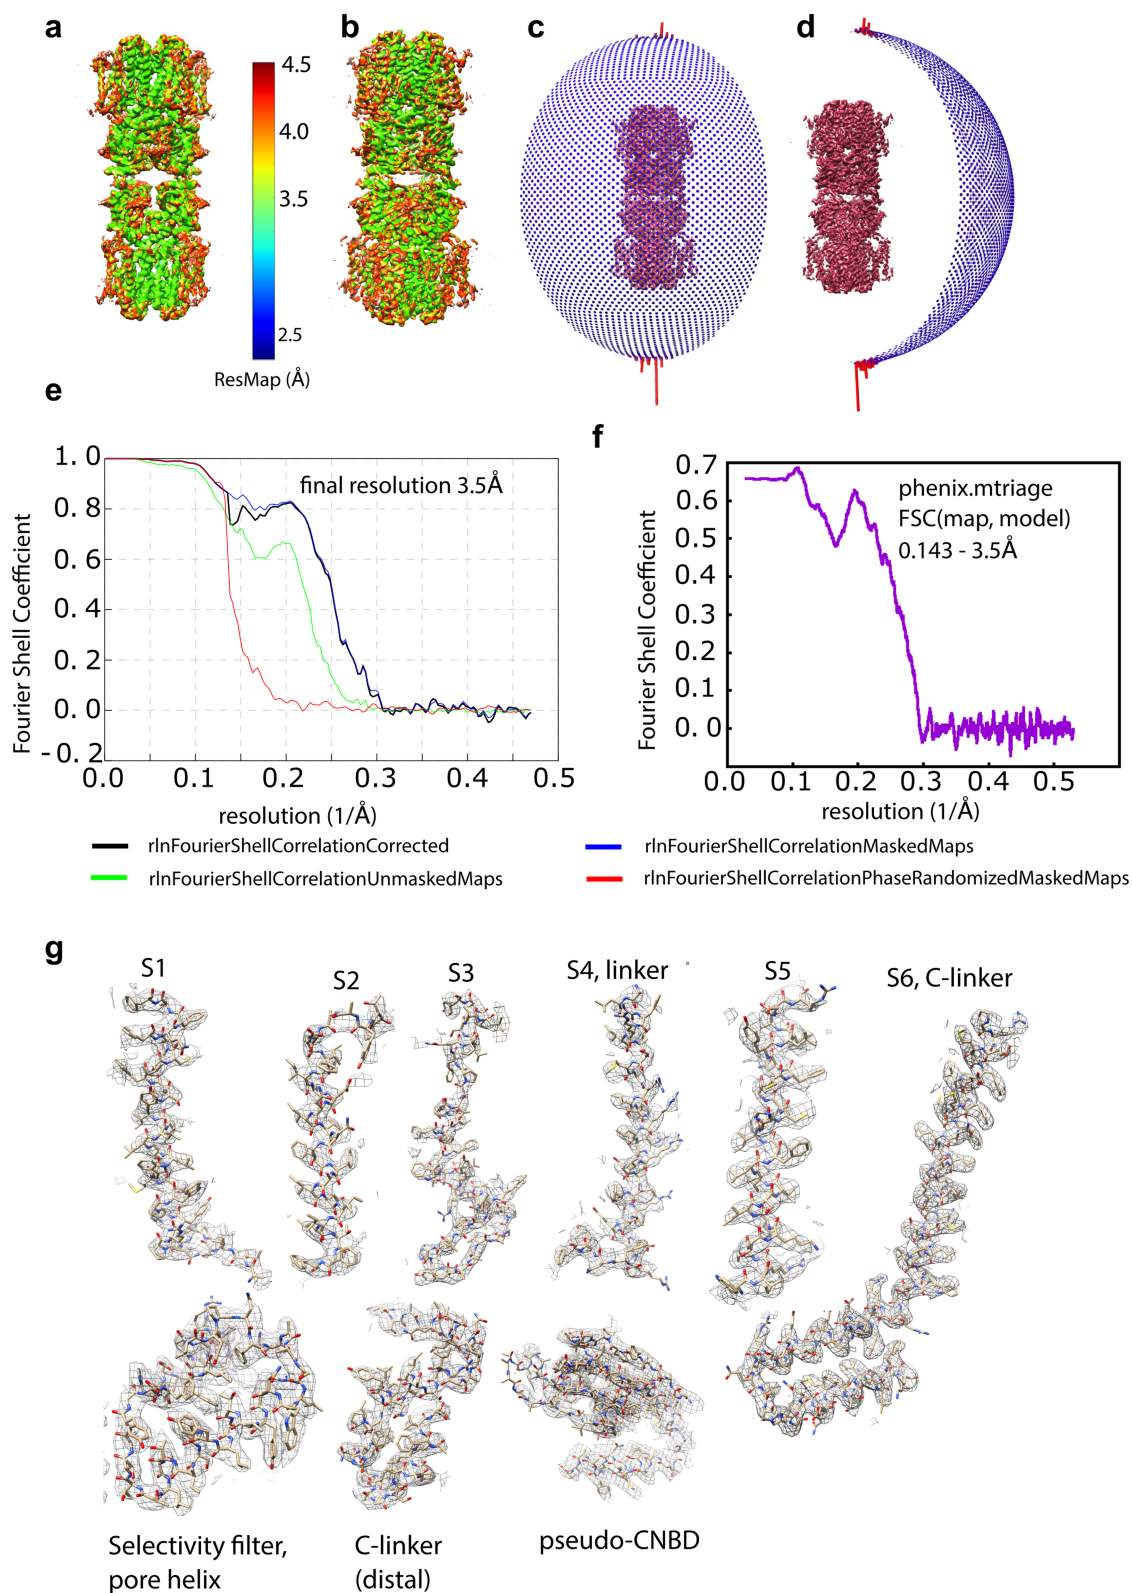 a
b
c
d
4.5
4.0
3.5
2.5
ResMap (Å)
e
f
1.0
0.8
0.6
0.4
0.2
0.0
-0.2
Fourier Shell Coefficient
final resolution 3.5Å
0.0 0.1 0.2 0.3 0.4 0.5
resolution (1/Å)
0.7
0.6
0.5
0.4
0.3
0.2
0.1
0.0
Fourier Shell Coefficient
phenix.mtriage
FSC(map, model)
0.143 - 3.5Å
0.0 0.1 0.2 0.3 0.4 0.5
resolution (1/Å)
rlnFourierShellCorrelationCorrected
rlnFourierShellCorrelationMaskedMaps
rlnFourierShellCorrelationUnmaskedMaps
rlnFourierShellCorrelationPhaseRandomizedMaskedMaps
g
S1
S2
S3
S4, linker
S5
S6, C-linker
Selectivity filter,
pore helix
C-linker
(distal)
pseudo-CNBD